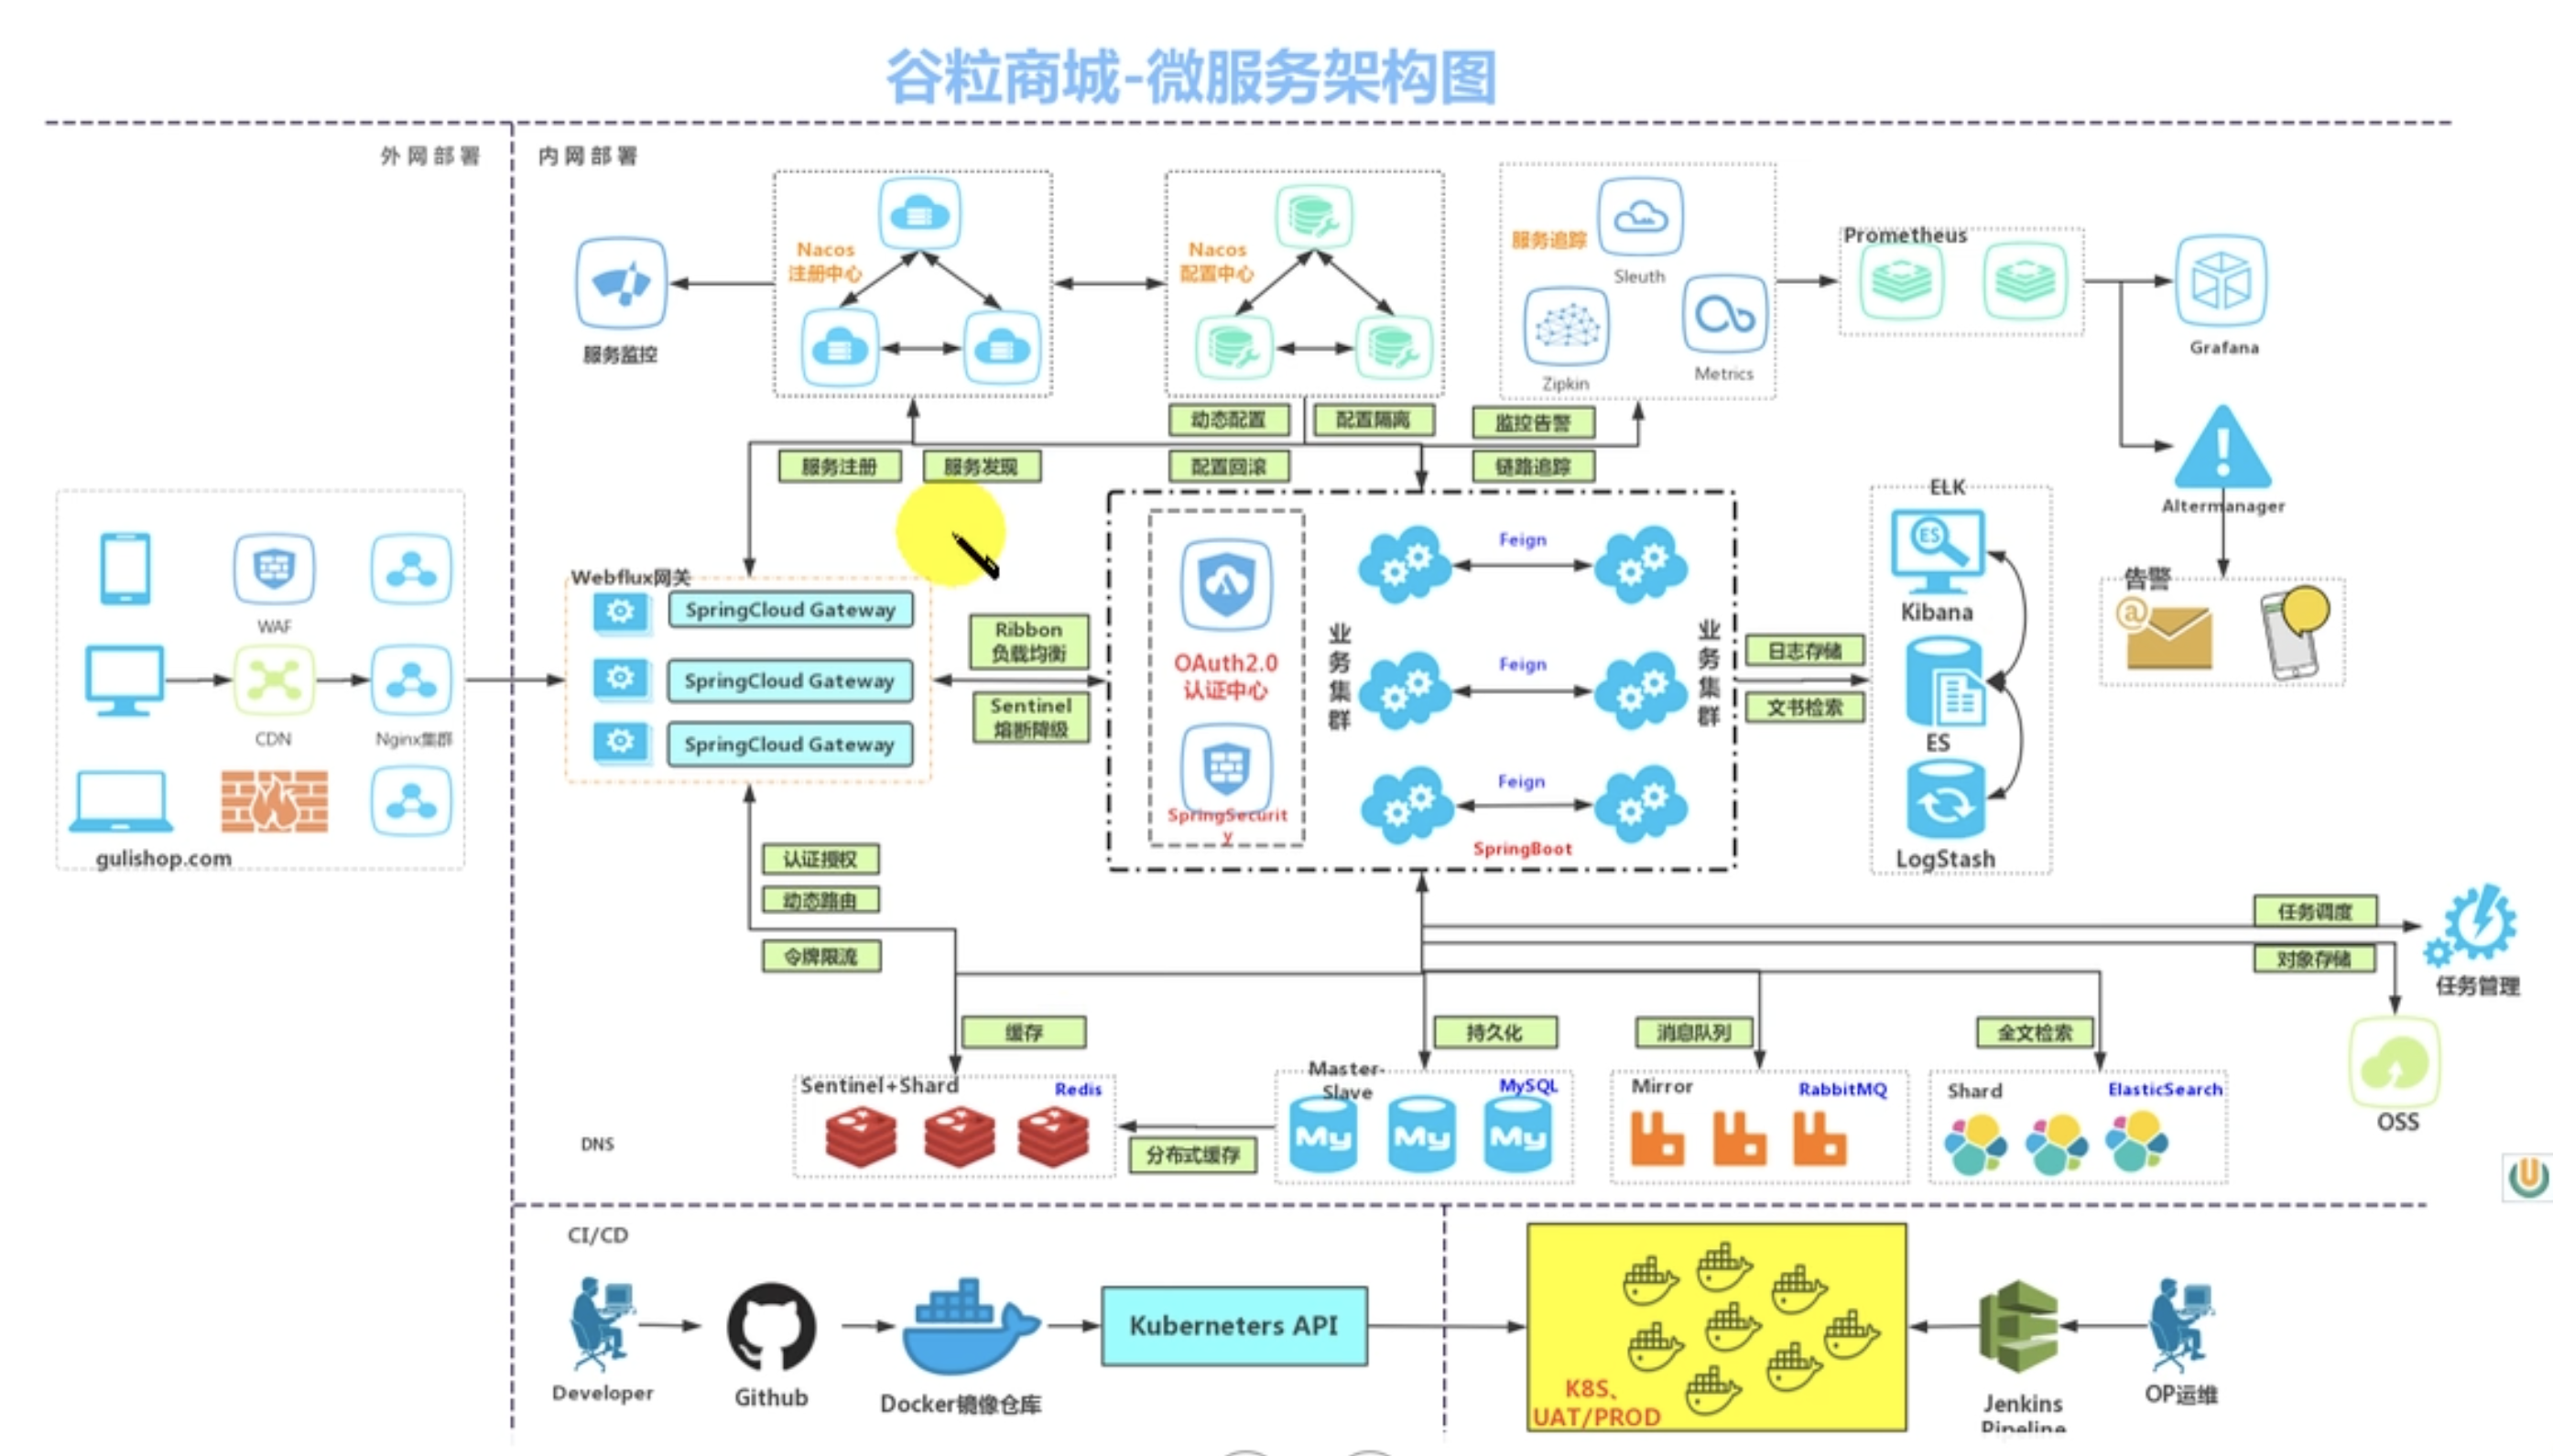 谷粒商城-微服务架构图
外网部署
内网部署
Nacos
注册中心
服务监控
Nacos
配置中心
服务追踪
Sleuth
Zipkin
Metrics
Prometheus
Grafana
Altermanager
告警
动态配置
配置隔离
监控告警
服务注册
服务发现
配置回滚
链路追踪
WAF
CDN
Nginx集群
gulishop.com
Webflux网关
SpringCloud Gateway
SpringCloud Gateway
SpringCloud Gateway
Ribbon
负载均衡
Sentinel
熔断降级
OAuth2.0
认证中心
SpringSecurit
y
业务集群
Feign
Feign
Feign
SpringBoot
业务集群
日志存储
文书检索
ELK
ES
Kibana
ES
LogStash
认证授权
动态路由
令牌限流
任务调度
对象存储
任务管理
OSS
缓存
持久化
消息队列
全文检索
Sentinel+Shard
Redis
分布式缓存
Master-
Slave
MySQL
My
My
My
Mirror
RabbitMQ
Shard
ElasticSearch
DNS
CI/CD
Developer
Github
Docker镜像仓库
Kuberneters API
K8S、
UAT/PROD
Jenkins
Pipeline
OP运维